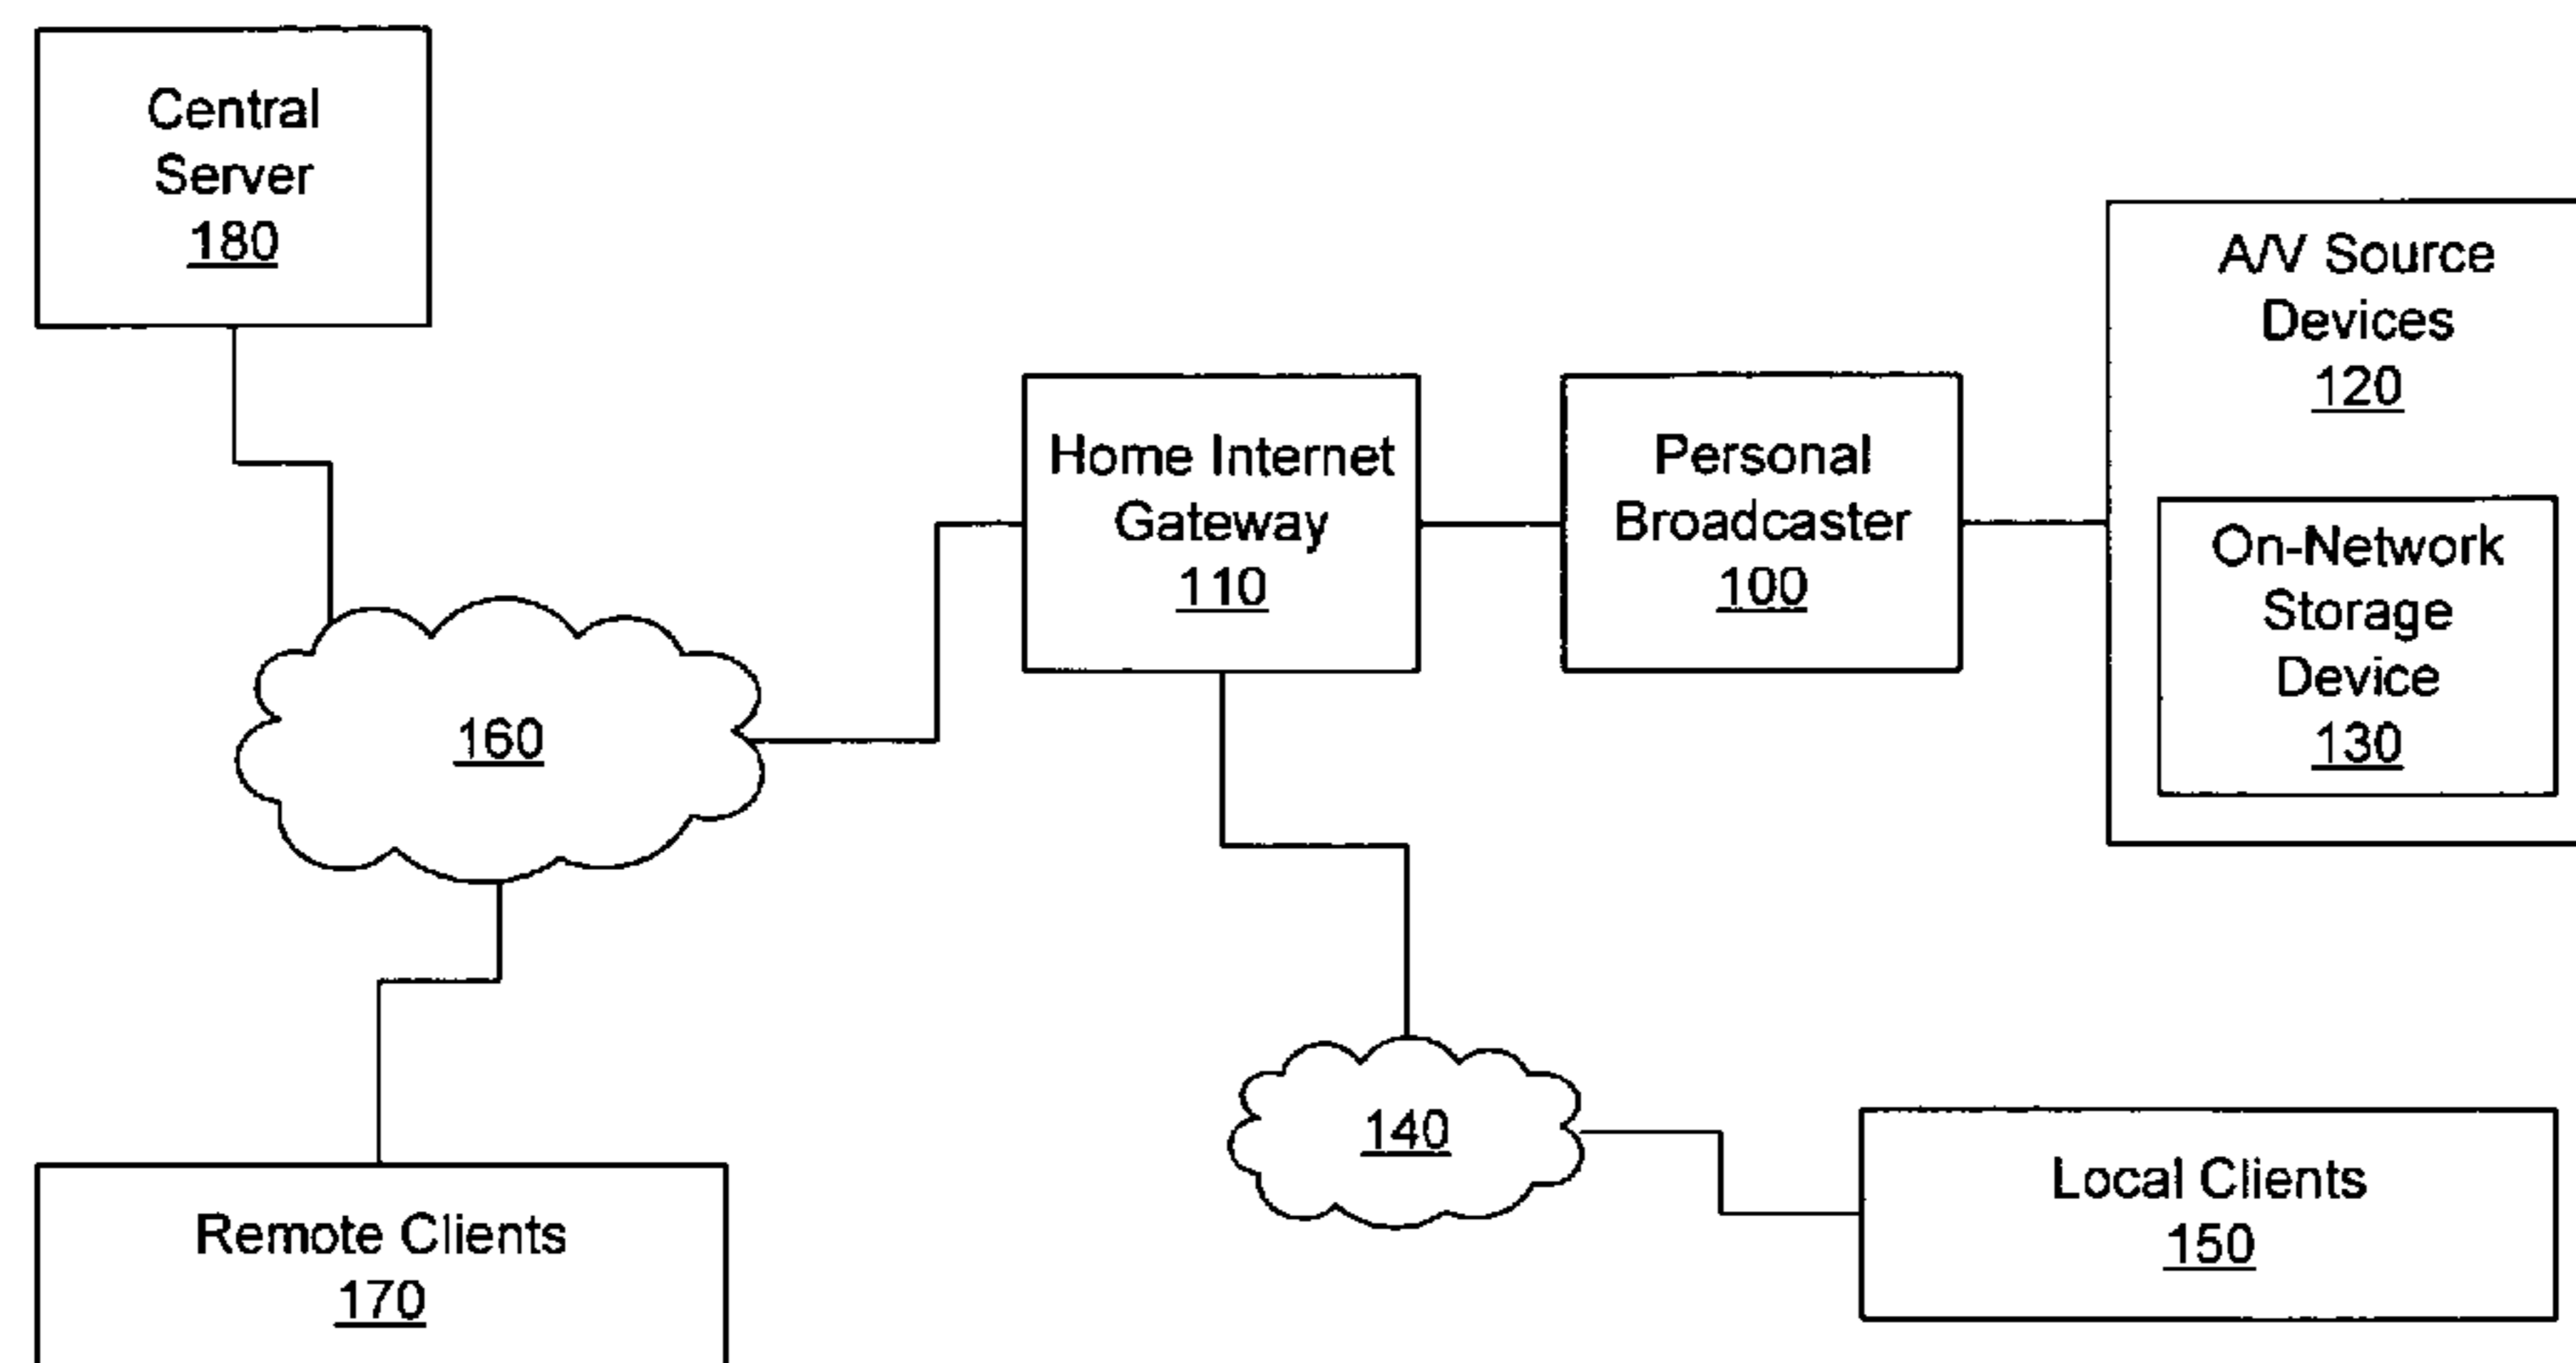 Central
Server
180
A/V Source
Devices
120
Home Internet
Gateway
110
Personal
Broadcaster
100
On-Network
Storage
Device
130
160
140
Local Clients
150
Remote Clients
170